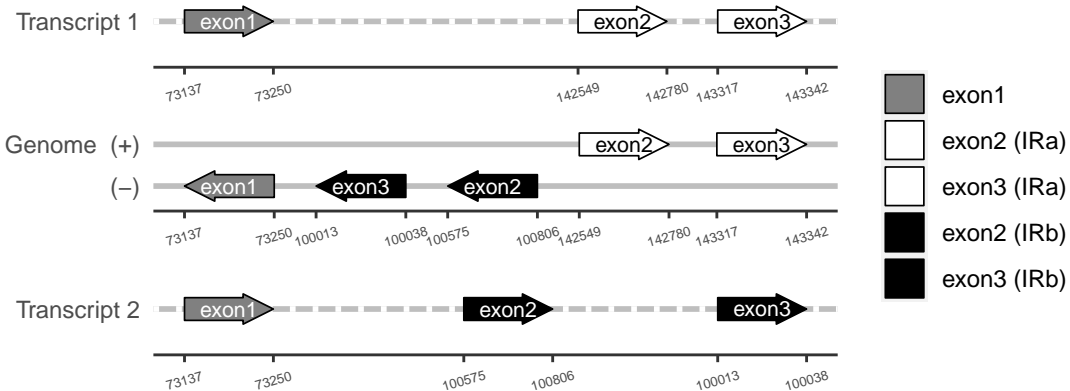 Transcript 1 exon1 exon2 exon3
73137 73250 142549 142780 143317 143342
Genome (+) exon2 exon3
(−) exon1 exon3 exon2
73137 73250 100013 100038 100575 100806 142549 142780 143317 143342
Transcript 2 exon1 exon2 exon3
73137 73250 100575 100806 100013 100038
exon1
exon2 (IRa)
exon3 (IRa)
exon2 (IRb)
exon3 (IRb)